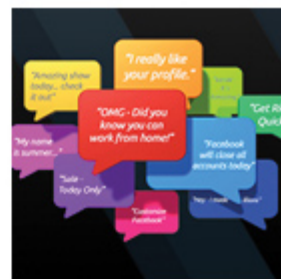 "I really like
your profile."
"Amazing show
today... check
it out"
"OMG - Did you
know you can
work from home!"
"Get Ri
Quick
"My name
is summer..."
"Facebook
will close all
accounts today"
"Sale -
Today Only"
"Customize
Facebook"